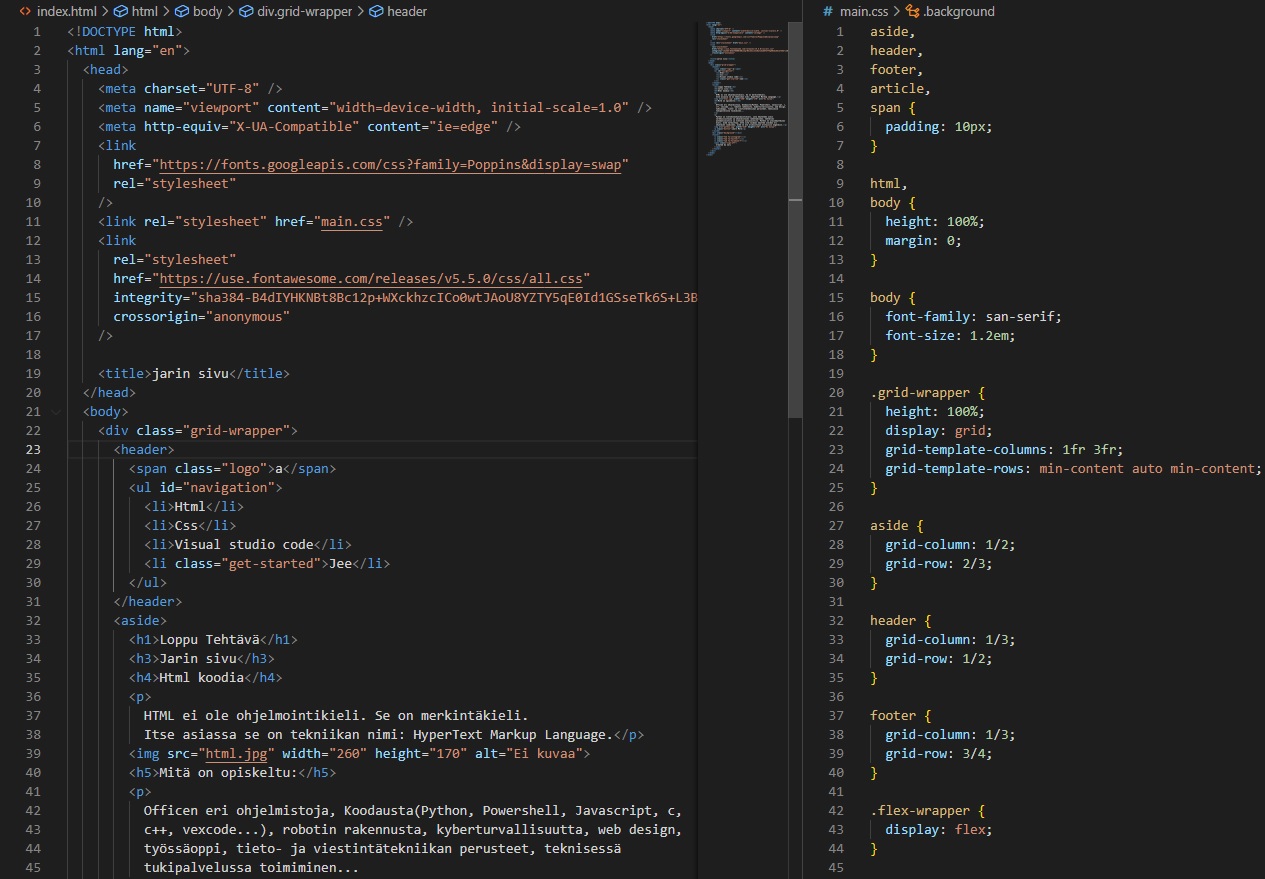 index.html > html > body > div.grid-wrapper > header
1 <!DOCTYPE html>
2 <html lang="en">
3 <head>
4 <meta charset="UTF-8" />
5 <meta name="viewport" content="width=device-width, initial-scale=1.0" />
6 <meta http-equiv="X-UA-Compatible" content="ie=edge" />
7 <link
8 href="https://fonts.googleapis.com/css?family=Poppins&display=swap"
9 rel="stylesheet"
10 />
11 <link rel="stylesheet" href="main.css" />
12 <link
13 rel="stylesheet"
14 href="https://use.fontawesome.com/releases/v5.5.0/css/all.css"
15 integrity="sha384-B4dIYHKNBt8Bc12p+WXckhzcICo0wtJAoU8YZTY5qE0Id1GSseTk6S+L3B
16 crossorigin="anonymous"
17 />
18
19 <title>jarin sivu</title>
20 </head>
21 <body>
22 <div class="grid-wrapper">
23 <header>
24 <span class="logo">a</span>
25 <ul id="navigation">
26 <li>Html</li>
27 <li>Css</li>
28 <li>Visual studio code</li>
29 <li class="get-started">Jee</li>
30 </ul>
31 </header>
32 <aside>
33 <h1>Loppu Tehtävä</h1>
34 <h3>Jarin sivu</h3>
35 <h4>Html koodia</h4>
36 <p>
37 HTML ei ole ohjelmointikieli. Se on merkintäkieli.
38 Itse asiassa se on tekniikan nimi: HyperText Markup Language.</p>
39 <img src="html.jpg" width="260" height="170" alt="Ei kuvaa">
40 <h5>Mitä on opiskeltu:</h5>
41 <p>
42 Officen eri ohjelmistoja, Koodausta(Python, Powershell, Javascript, c,
43 c++, vexcode...), robotin rakennusta, kyberturvallisuutta, web design,
44 työssäoppi, tieto- ja viestintätekniikan perusteet, teknisessä
45 tukipalvelussa toimiminen...
# main.css > .background
1 aside,
2 header,
3 footer,
4 article,
5 span {
6 padding: 10px;
7 }
8
9 html,
10 body {
11 height: 100%;
12 margin: 0;
13 }
14
15 body {
16 font-family: san-serif;
17 font-size: 1.2em;
18 }
19
20 .grid-wrapper {
21 height: 100%;
22 display: grid;
23 grid-template-columns: 1fr 3fr;
24 grid-template-rows: min-content auto min-content;
25 }
26
27 aside {
28 grid-column: 1/2;
29 grid-row: 2/3;
30 }
31
32 header {
33 grid-column: 1/3;
34 grid-row: 1/2;
35 }
36
37 footer {
38 grid-column: 1/3;
39 grid-row: 3/4;
40 }
41
42 .flex-wrapper {
43 display: flex;
44 }
45